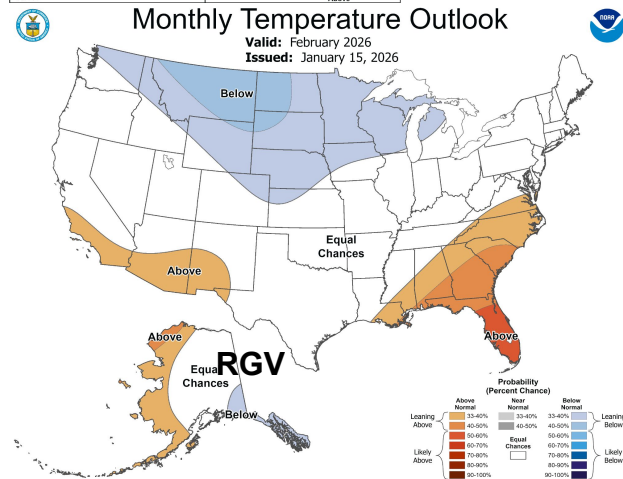 Above
Monthly Temperature Outlook
Valid: February 2026
Issued: January 15, 2026
NOAA
Below
Equal
Chances
Above
Above
Above
Equal
Chances
RGV
Below
Probability
(Percent Chance)
Above
Normal
Near
Normal
Below
Normal
Leaning
Above
33-40%
40-50%
33-40%
40-50%
33-40%
40-50%
Leaning
Below
Likely
Above
50-60%
60-70%
70-80%
80-90%
90-100%
Equal
Chances
50-60%
60-70%
70-80%
80-90%
90-100%
Likely
Below